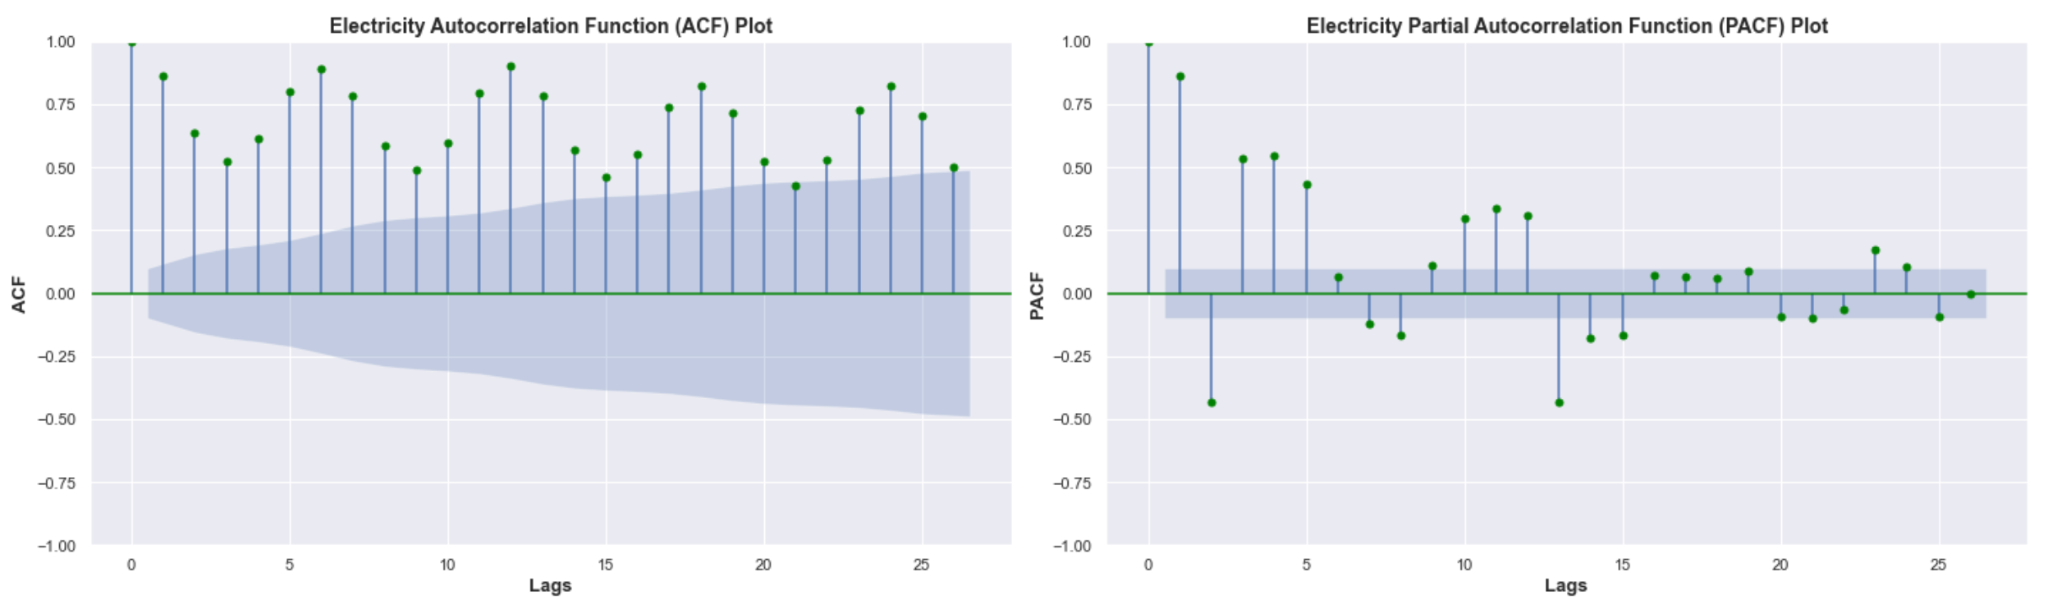 Electricity Autocorrelation Function (ACF) Plot
1.00
0.75
0.50
0.25
0.00
−0.25
−0.50
−0.75
−1.00
ACF
0 5 10 15 20 25
Lags
Electricity Partial Autocorrelation Function (PACF) Plot
1.00
0.75
0.50
0.25
0.00
−0.25
−0.50
−0.75
−1.00
PACF
0 5 10 15 20 25
Lags